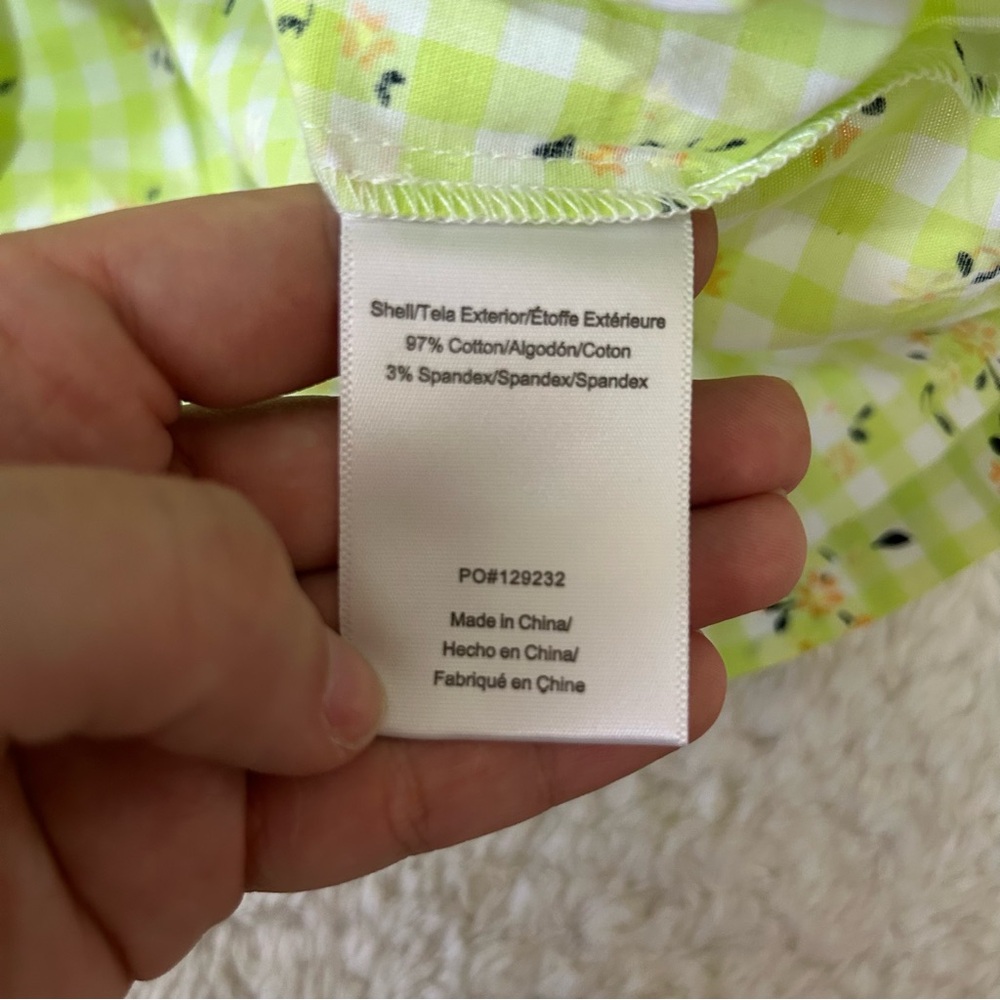 Shell/Tela Exterior/Étoffe Extérieure
97% Cotton/Algodón/Coton
3% Spandex/Spandex/Spandex
PO#129232
Made in China/
Hecho en China/
Fabriqué en Chine